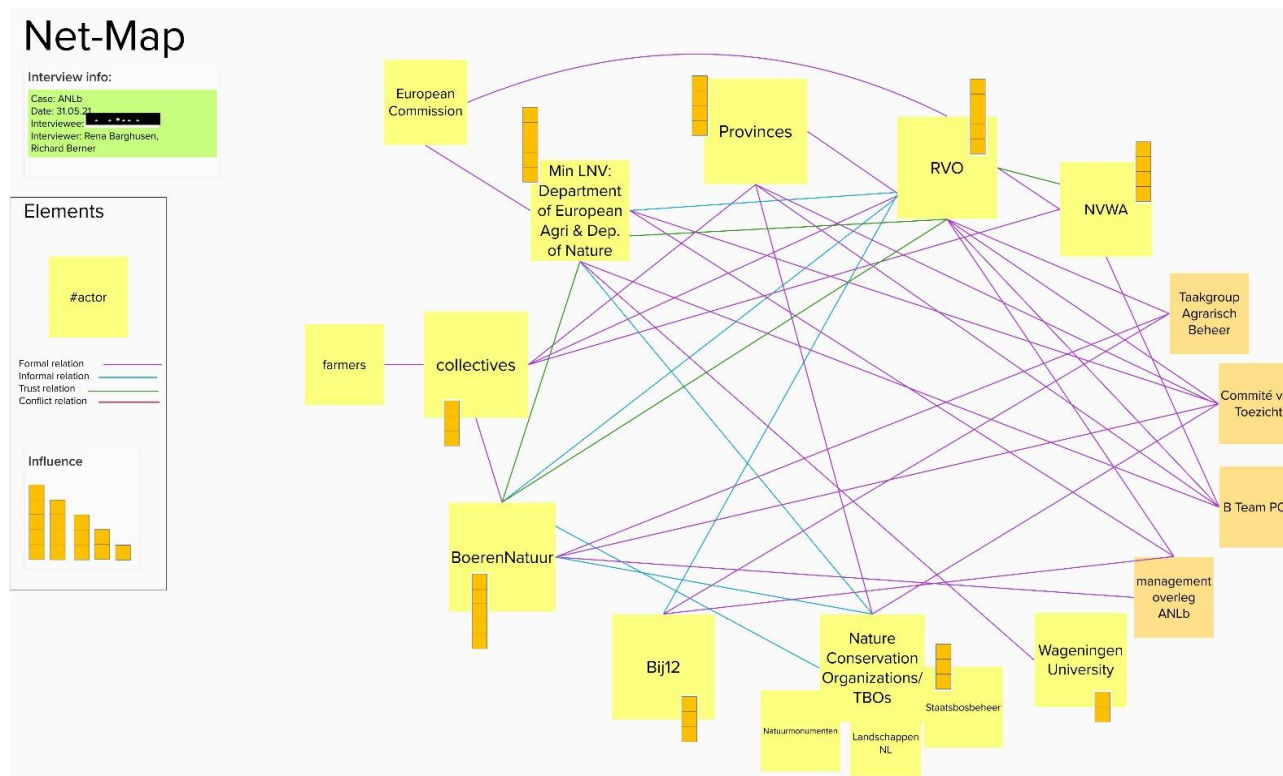 Net-Map
Interview info:
Case: ANLb
Date: 31.05.21
Interviewee:
Interviewer: Rena Barghusen,
Richard Berner
Elements
#actor
Formal relation
Informal relation
Trust relation
Conflict relation
Influence
European
Commission
Provinces
RVO
NVWA
Min LNV:
Department
of European
Agri & Dep.
of Nature
Taakgroup
Agrarisch
Beheer
farmers
collectives
Commité v
Toezicht
B Team PO
BoerenNatuur
management
overleg
ANLb
Bij12
Nature
Conservation
Organizations/
TBOs
Wageningen
University
Natuurmonumenten
Landschappen
NL
Staatsbosbeheer